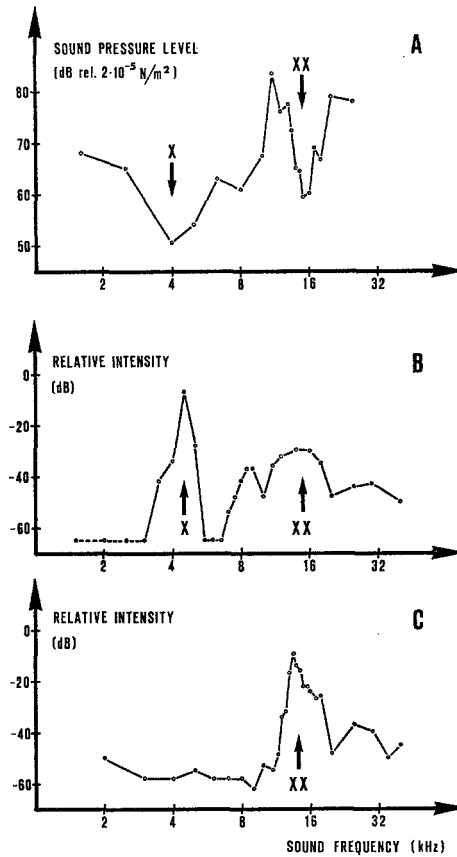 SOUND PRESSURE LEVEL
(dB rel. 2·10⁻⁵ N/m²)
A
XX
X
80
70
60
50
2 4 8 16 32
RELATIVE INTENSITY
(dB)
B
0
-20
-40
-60
X XX
2 4 8 16 32
RELATIVE INTENSITY
(dB)
C
0
-20
-40
-60
XX
2 4 8 16 32
SOUND FREQUENCY (kHz)